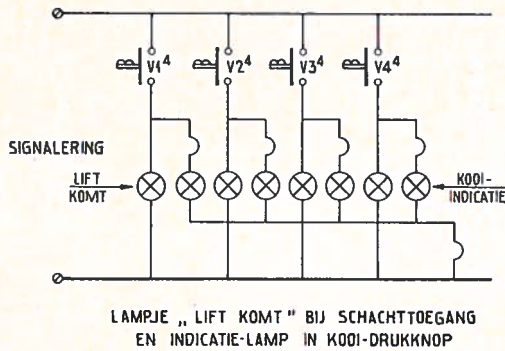 V1⁴ V2⁴ V3⁴ V4⁴
SIGNALERING
LIFT
KOMT
KOOI-
INDICATIE
LAMPJE „ LIFT KOMT " BIJ SCHACHTTOEGANG
EN INDICATIE-LAMP IN KOOI-DRUKKNOP